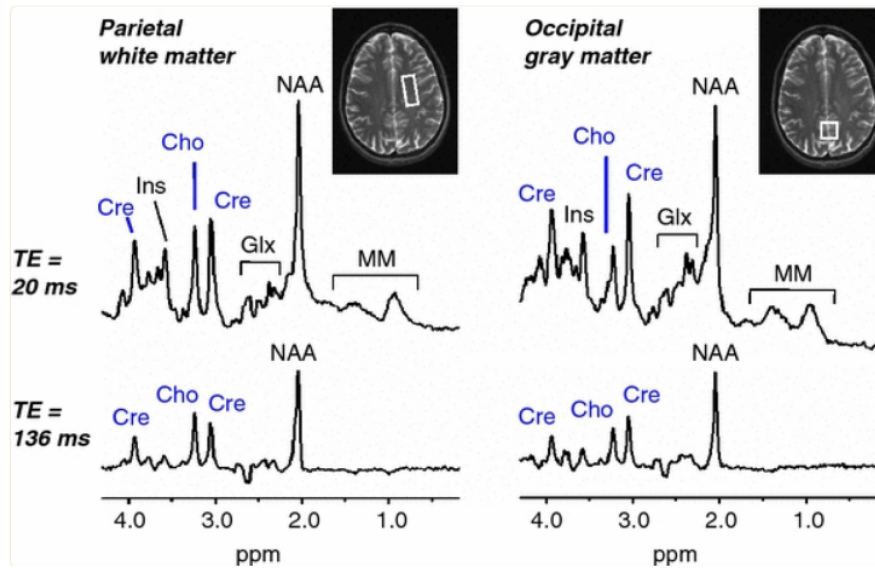 Parietal
white matter
NAA
Cho
Ins
Cre
Cre
Glx
MM
TE =
20 ms
NAA
Cho
Cre
Cre
TE =
136 ms
4.0 3.0 2.0 1.0
ppm
Occipital
gray matter
NAA
Cho
Cre
Cre
Ins
Glx
MM
NAA
Cre
Cho
Cre
4.0 3.0 2.0 1.0
ppm